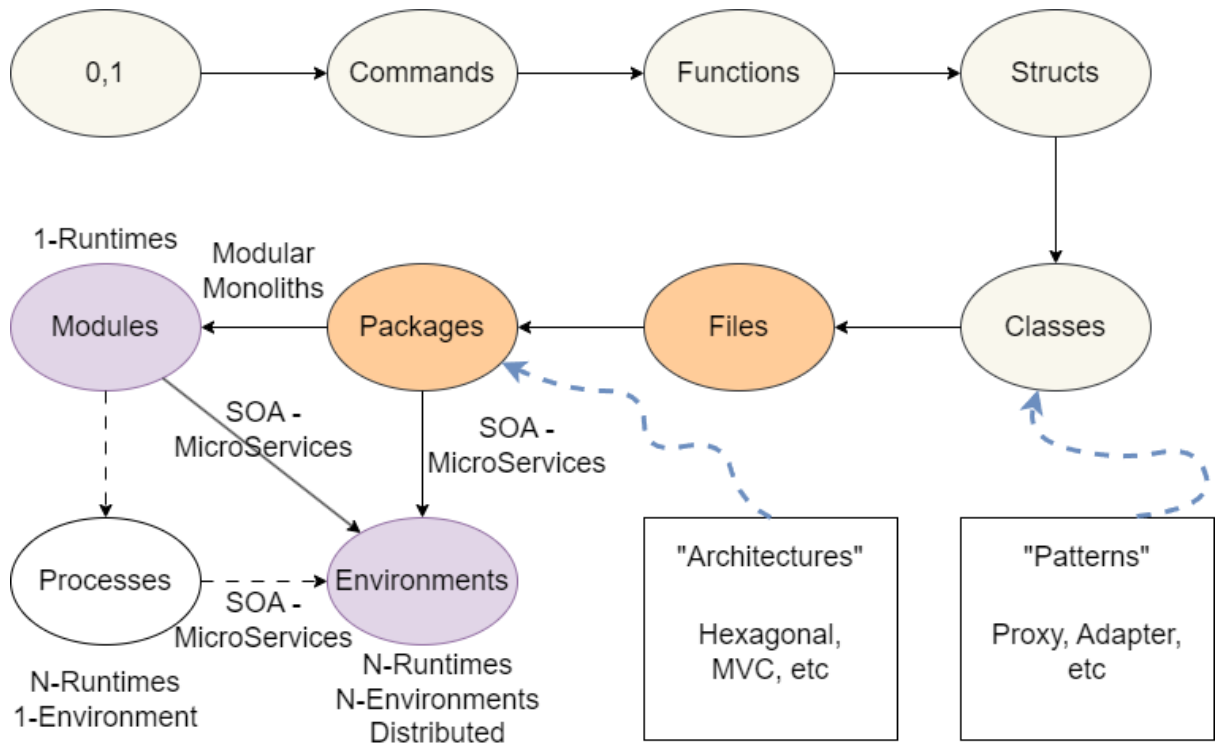 0,1
Commands
Functions
Structs
1-Runtimes
Modular
Monoliths
Modules
Packages
Files
Classes
SOA -
MicroServices
SOA -
MicroServices
Processes
Environments
SOA -
MicroServices
N-Runtimes
1-Environment
N-Runtimes
N-Environments
Distributed
"Architectures"
Hexagonal,
MVC, etc
"Patterns"
Proxy, Adapter,
etc